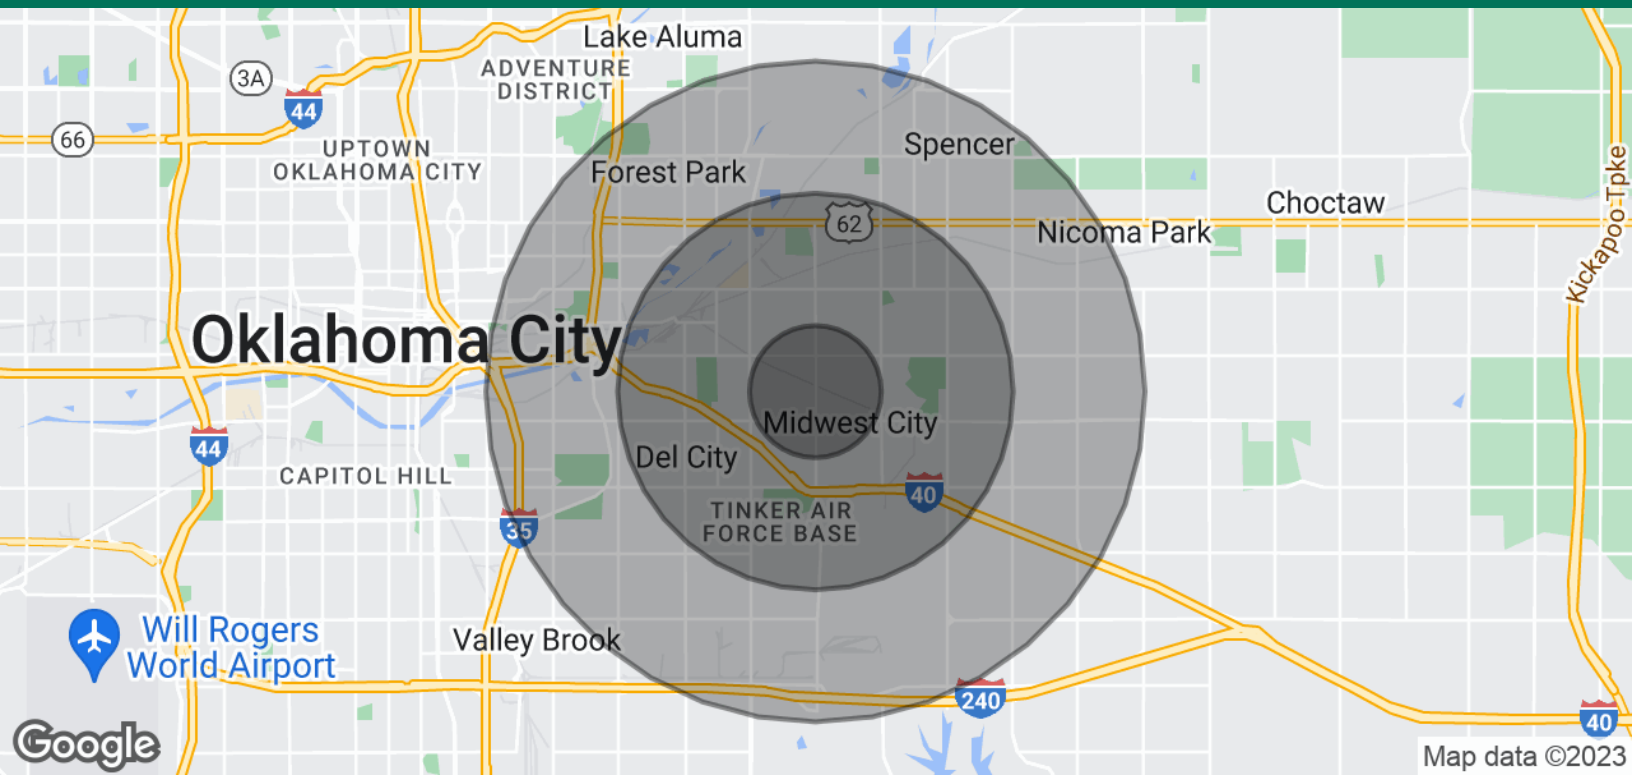 Lake Aluma
ADVENTURE
DISTRICT
3A
44
66
UPTOWN
OKLAHOMA CITY
Spencer
Forest Park
Choctaw
62
Nicoma Park
Kickapoo Tpke
Oklahoma City
Midwest City
44
Del City
CAPITOL HILL
40
TINKER AIR
FORCE BASE
35
Will Rogers
World Airport
Valley Brook
240
40
Google
Map data ©2023